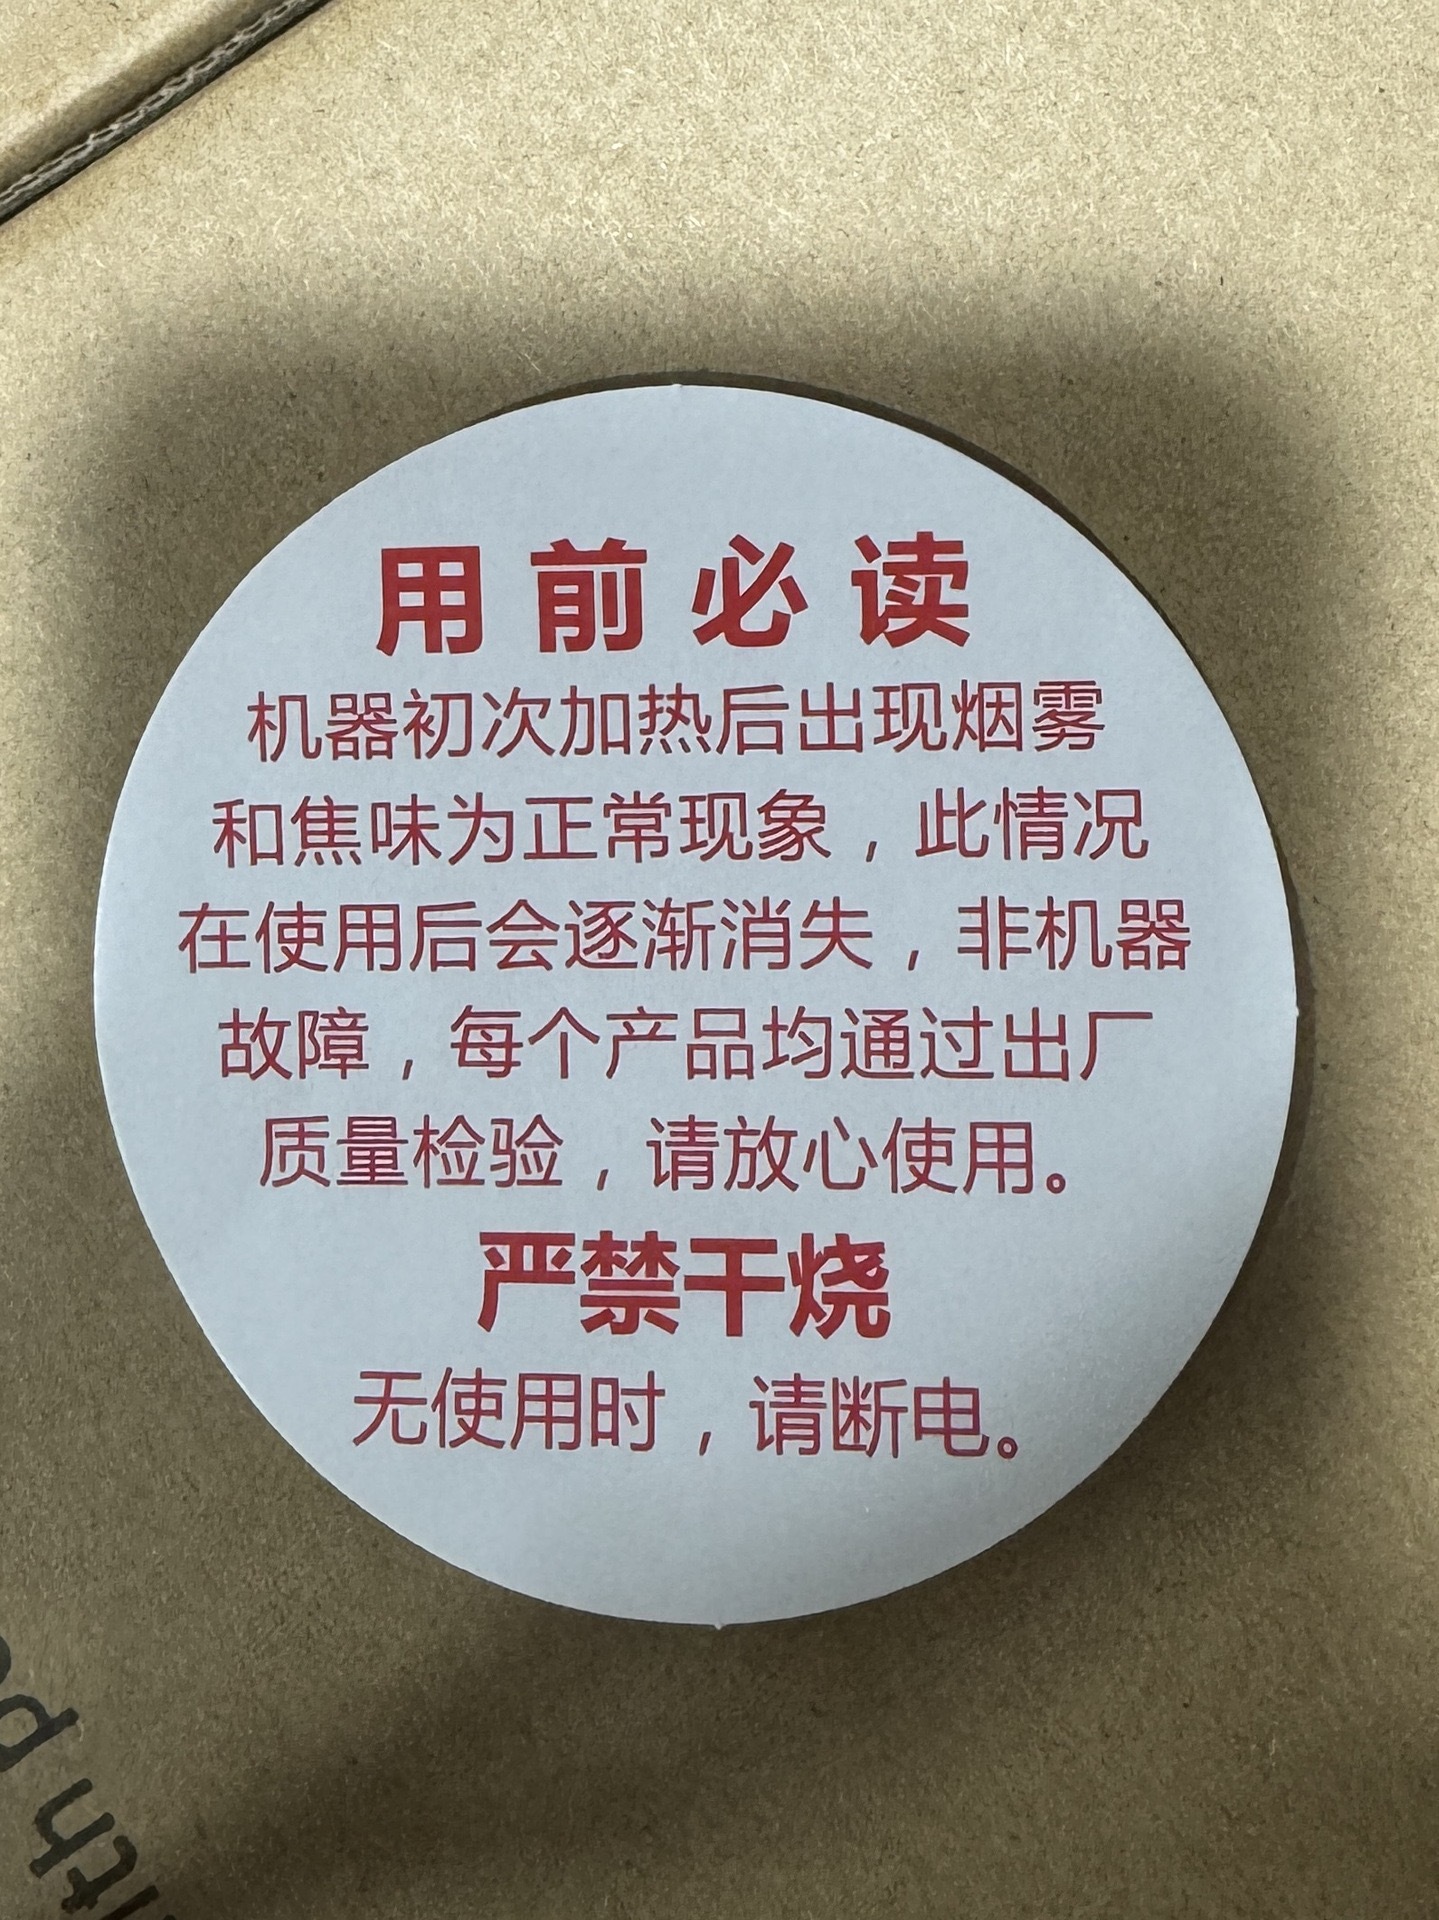 用前必读
机器初次加热后出现烟雾
和焦味为正常现象，此情况
在使用后会逐渐消失，非机器
故障，每个产品均通过出厂
质量检验，请放心使用。
严禁干烧
无使用时，请断电。